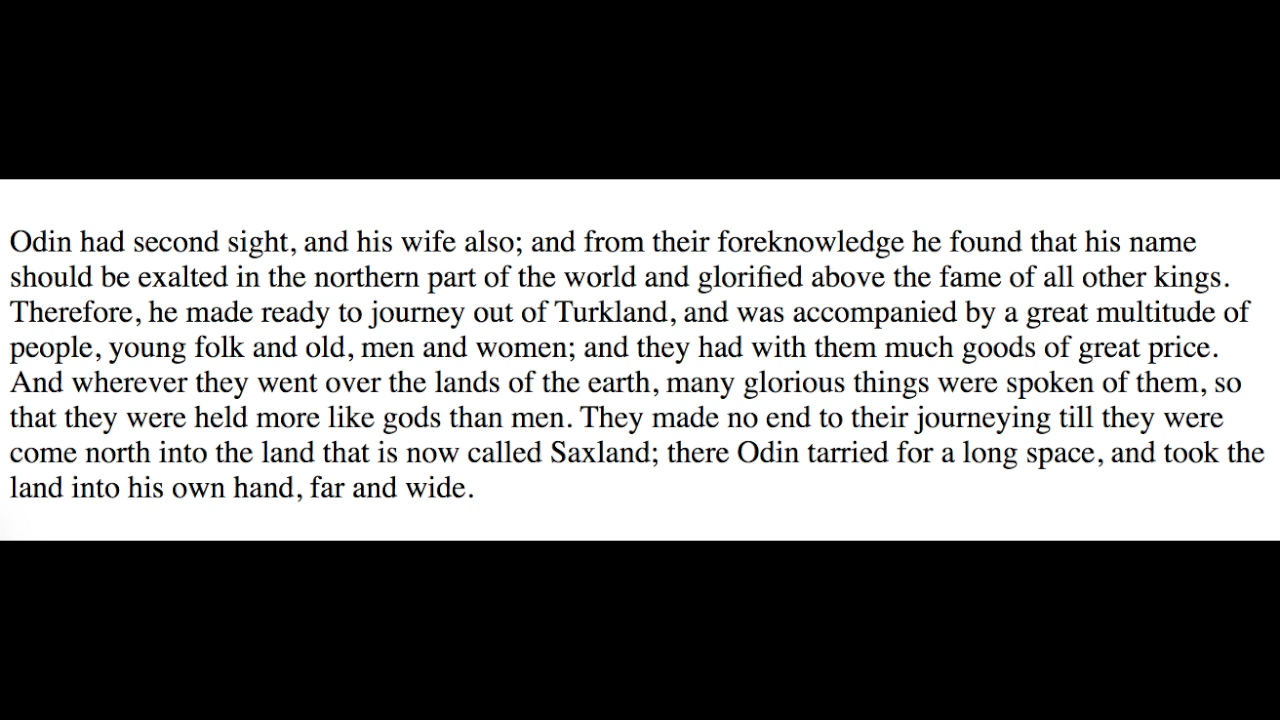 Odin had second sight, and his wife also; and from their foreknowledge he found that his name
should be exalted in the northern part of the world and glorified above the fame of all other kings.
Therefore, he made ready to journey out of Turkland, and was accompanied by a great multitude of
people, young folk and old, men and women; and they had with them much goods of great price.
And wherever they went over the lands of the earth, many glorious things were spoken of them, so
that they were held more like gods than men. They made no end to their journeying till they were
come north into the land that is now called Saxland; there Odin tarried for a long space, and took the
land into his own hand, far and wide.